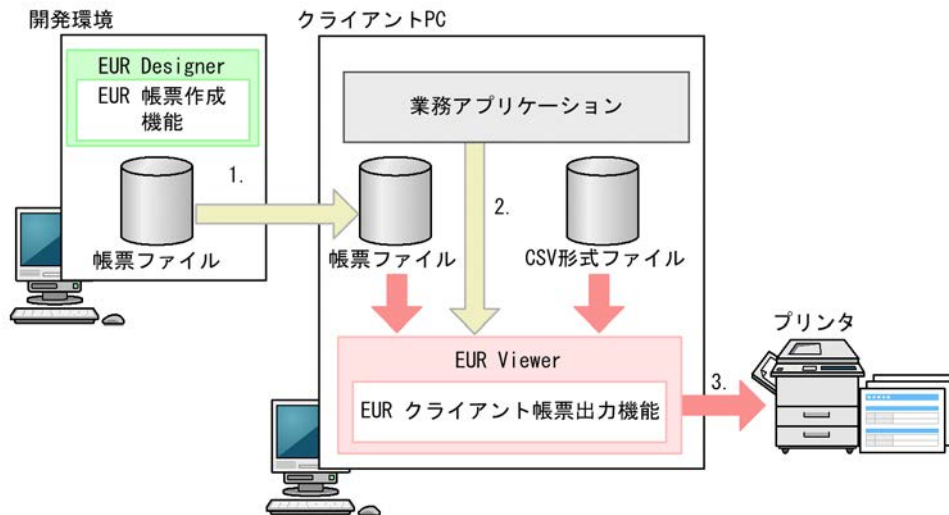 開発環境
クライアントPC
EUR Designer
EUR 帳票作成
機能
業務アプリケーション
1.
2.
帳票ファイル
帳票ファイル
CSV形式ファイル
プリンタ
EUR Viewer
3.
EUR クライアント帳票出力機能